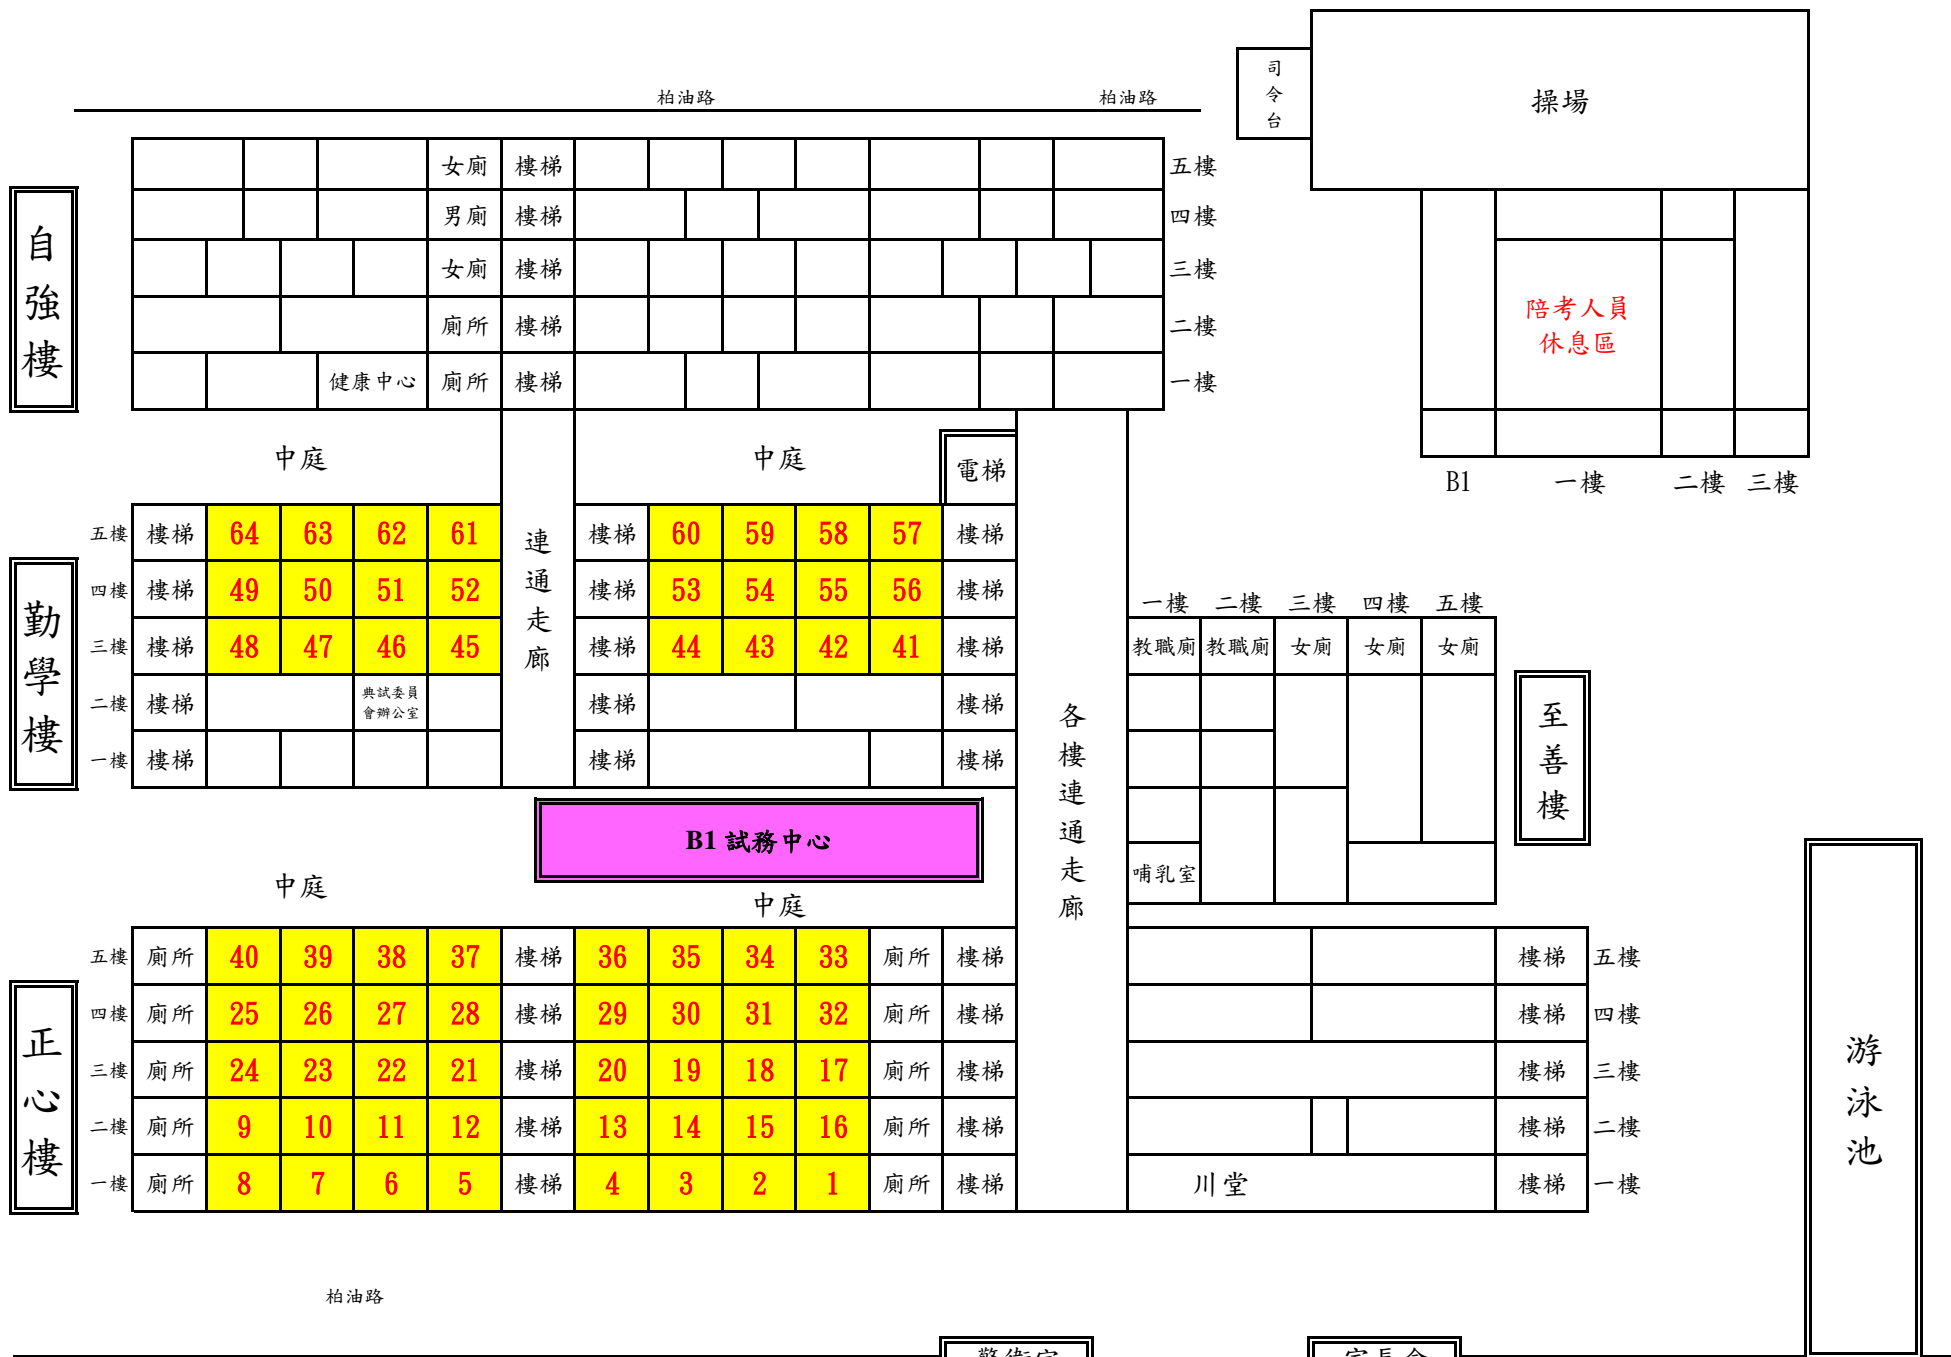 柏油路 柏油路
司令台
操場
自強樓
女廁 樓梯 五樓
男廁 樓梯 四樓
女廁 樓梯 三樓
廁所 樓梯 二樓
健康中心 廁所 樓梯 一樓
陪考人員
休息區
B1 一樓 二樓 三樓
中庭 中庭 電梯
勤學樓
連通走廊
五樓 樓梯 64 63 62 61 樓梯 60 59 58 57 樓梯
四樓 樓梯 49 50 51 52 樓梯 53 54 55 56 樓梯
三樓 樓梯 48 47 46 45 樓梯 44 43 42 41 樓梯
二樓 樓梯 典試委員會辦公室 樓梯 樓梯
一樓 樓梯 樓梯 樓梯
各樓連通走廊
一樓 二樓 三樓 四樓 五樓
教職廁 教職廁 女廁 女廁 女廁
哺乳室
至善樓
B1 試務中心
中庭 中庭
正心樓
五樓 廁所 40 39 38 37 樓梯 36 35 34 33 廁所 樓梯 樓梯 五樓
四樓 廁所 25 26 27 28 樓梯 29 30 31 32 廁所 樓梯 樓梯 四樓
三樓 廁所 24 23 22 21 樓梯 20 19 18 17 廁所 樓梯 樓梯 三樓
二樓 廁所 9 10 11 12 樓梯 13 14 15 16 廁所 樓梯 樓梯 二樓
一樓 廁所 8 7 6 5 樓梯 4 3 2 1 廁所 樓梯 川堂 樓梯 一樓
游泳池
柏油路
警衛室 家長會